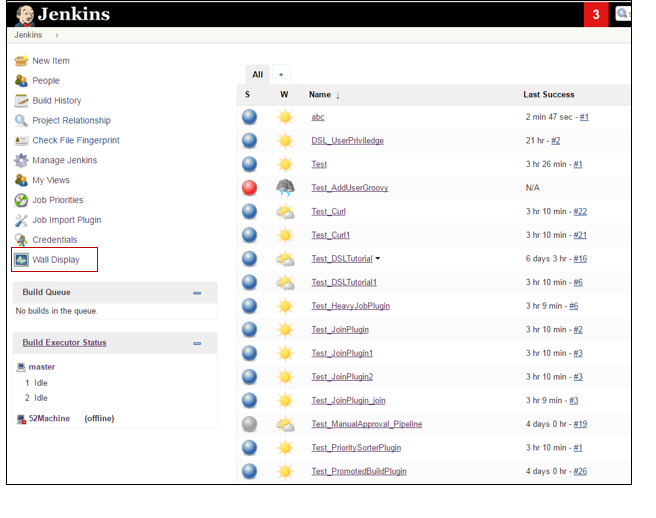 Jenkins
3
Jenkins
New Item
People
Build History
Project Relationship
Check File Fingerprint
Manage Jenkins
My Views
Job Priorities
Job Import Plugin
Credentials
Wall Display
Build Queue
No builds in the queue.
Build Executor Status
master
1 Idle
2 Idle
52Machine (offline)
All +
S W Name ↓ Last Success
abc 2 min 47 sec - #1
DSL_UserPriviledge 21 hr - #2
Test 3 hr 26 min - #1
Test_AddUserGroovy N/A
Test_Curl 3 hr 10 min - #22
Test_Curl1 3 hr 10 min - #21
Test_DSLTutorial 6 days 3 hr - #16
Test_DSLTutorial1 3 hr 10 min - #6
Test_HeavyJobPlugin 3 hr 9 min - #6
Test_JoinPlugin 3 hr 10 min - #2
Test_JoinPlugin1 3 hr 10 min - #3
Test_JoinPlugin2 3 hr 10 min - #3
Test_JoinPlugin_join 3 hr 9 min - #3
Test_ManualApproval_Pipeline 4 days 0 hr - #19
Test_PrioritySorterPlugin 3 hr 10 min - #1
Test_PromotedBuildPlugin 4 days 0 hr - #26